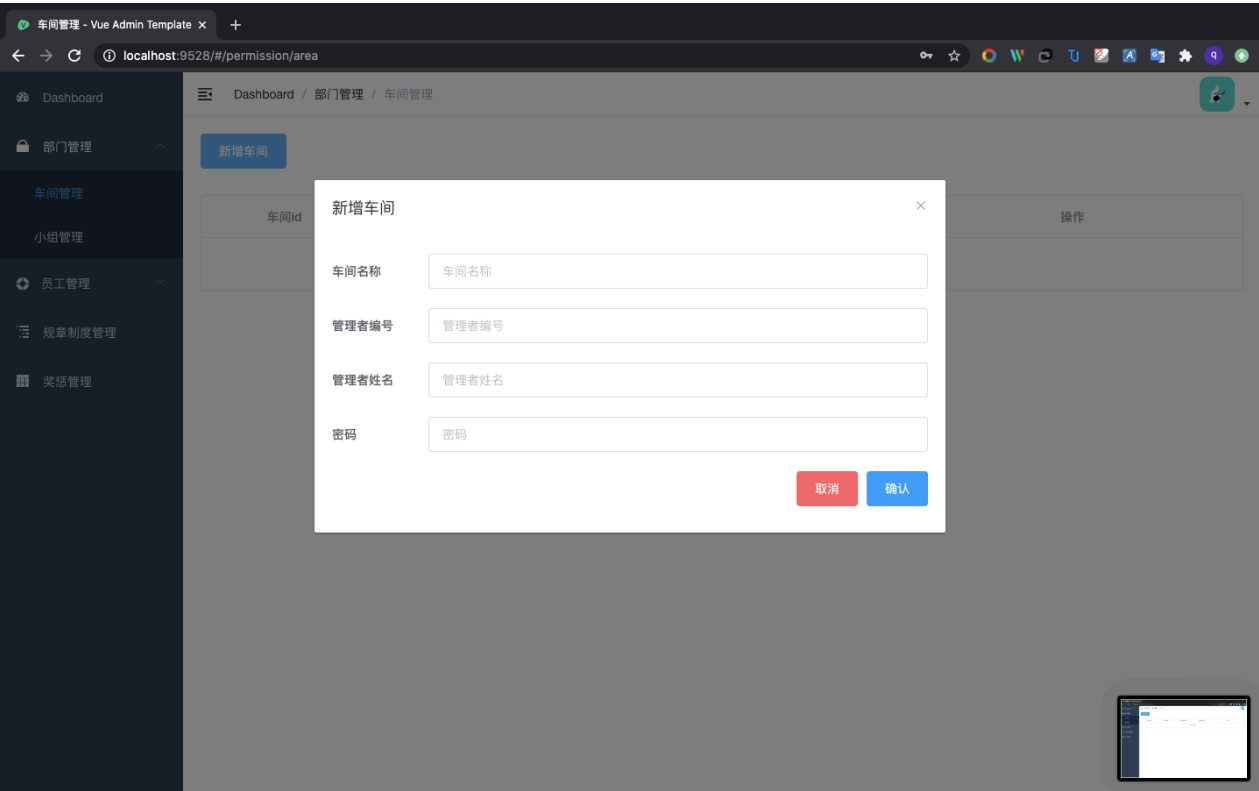 车间管理 - Vue Admin Template
localhost:9528/#/permission/area
Dashboard
Dashboard / 部门管理 / 车间管理
部门管理
车间管理
小组管理
员工管理
规章制度管理
奖惩管理
新增车间
车间id
操作
新增车间
车间名称 车间名称
管理者编号 管理者编号
管理者姓名 管理者姓名
密码 密码
取消 确认